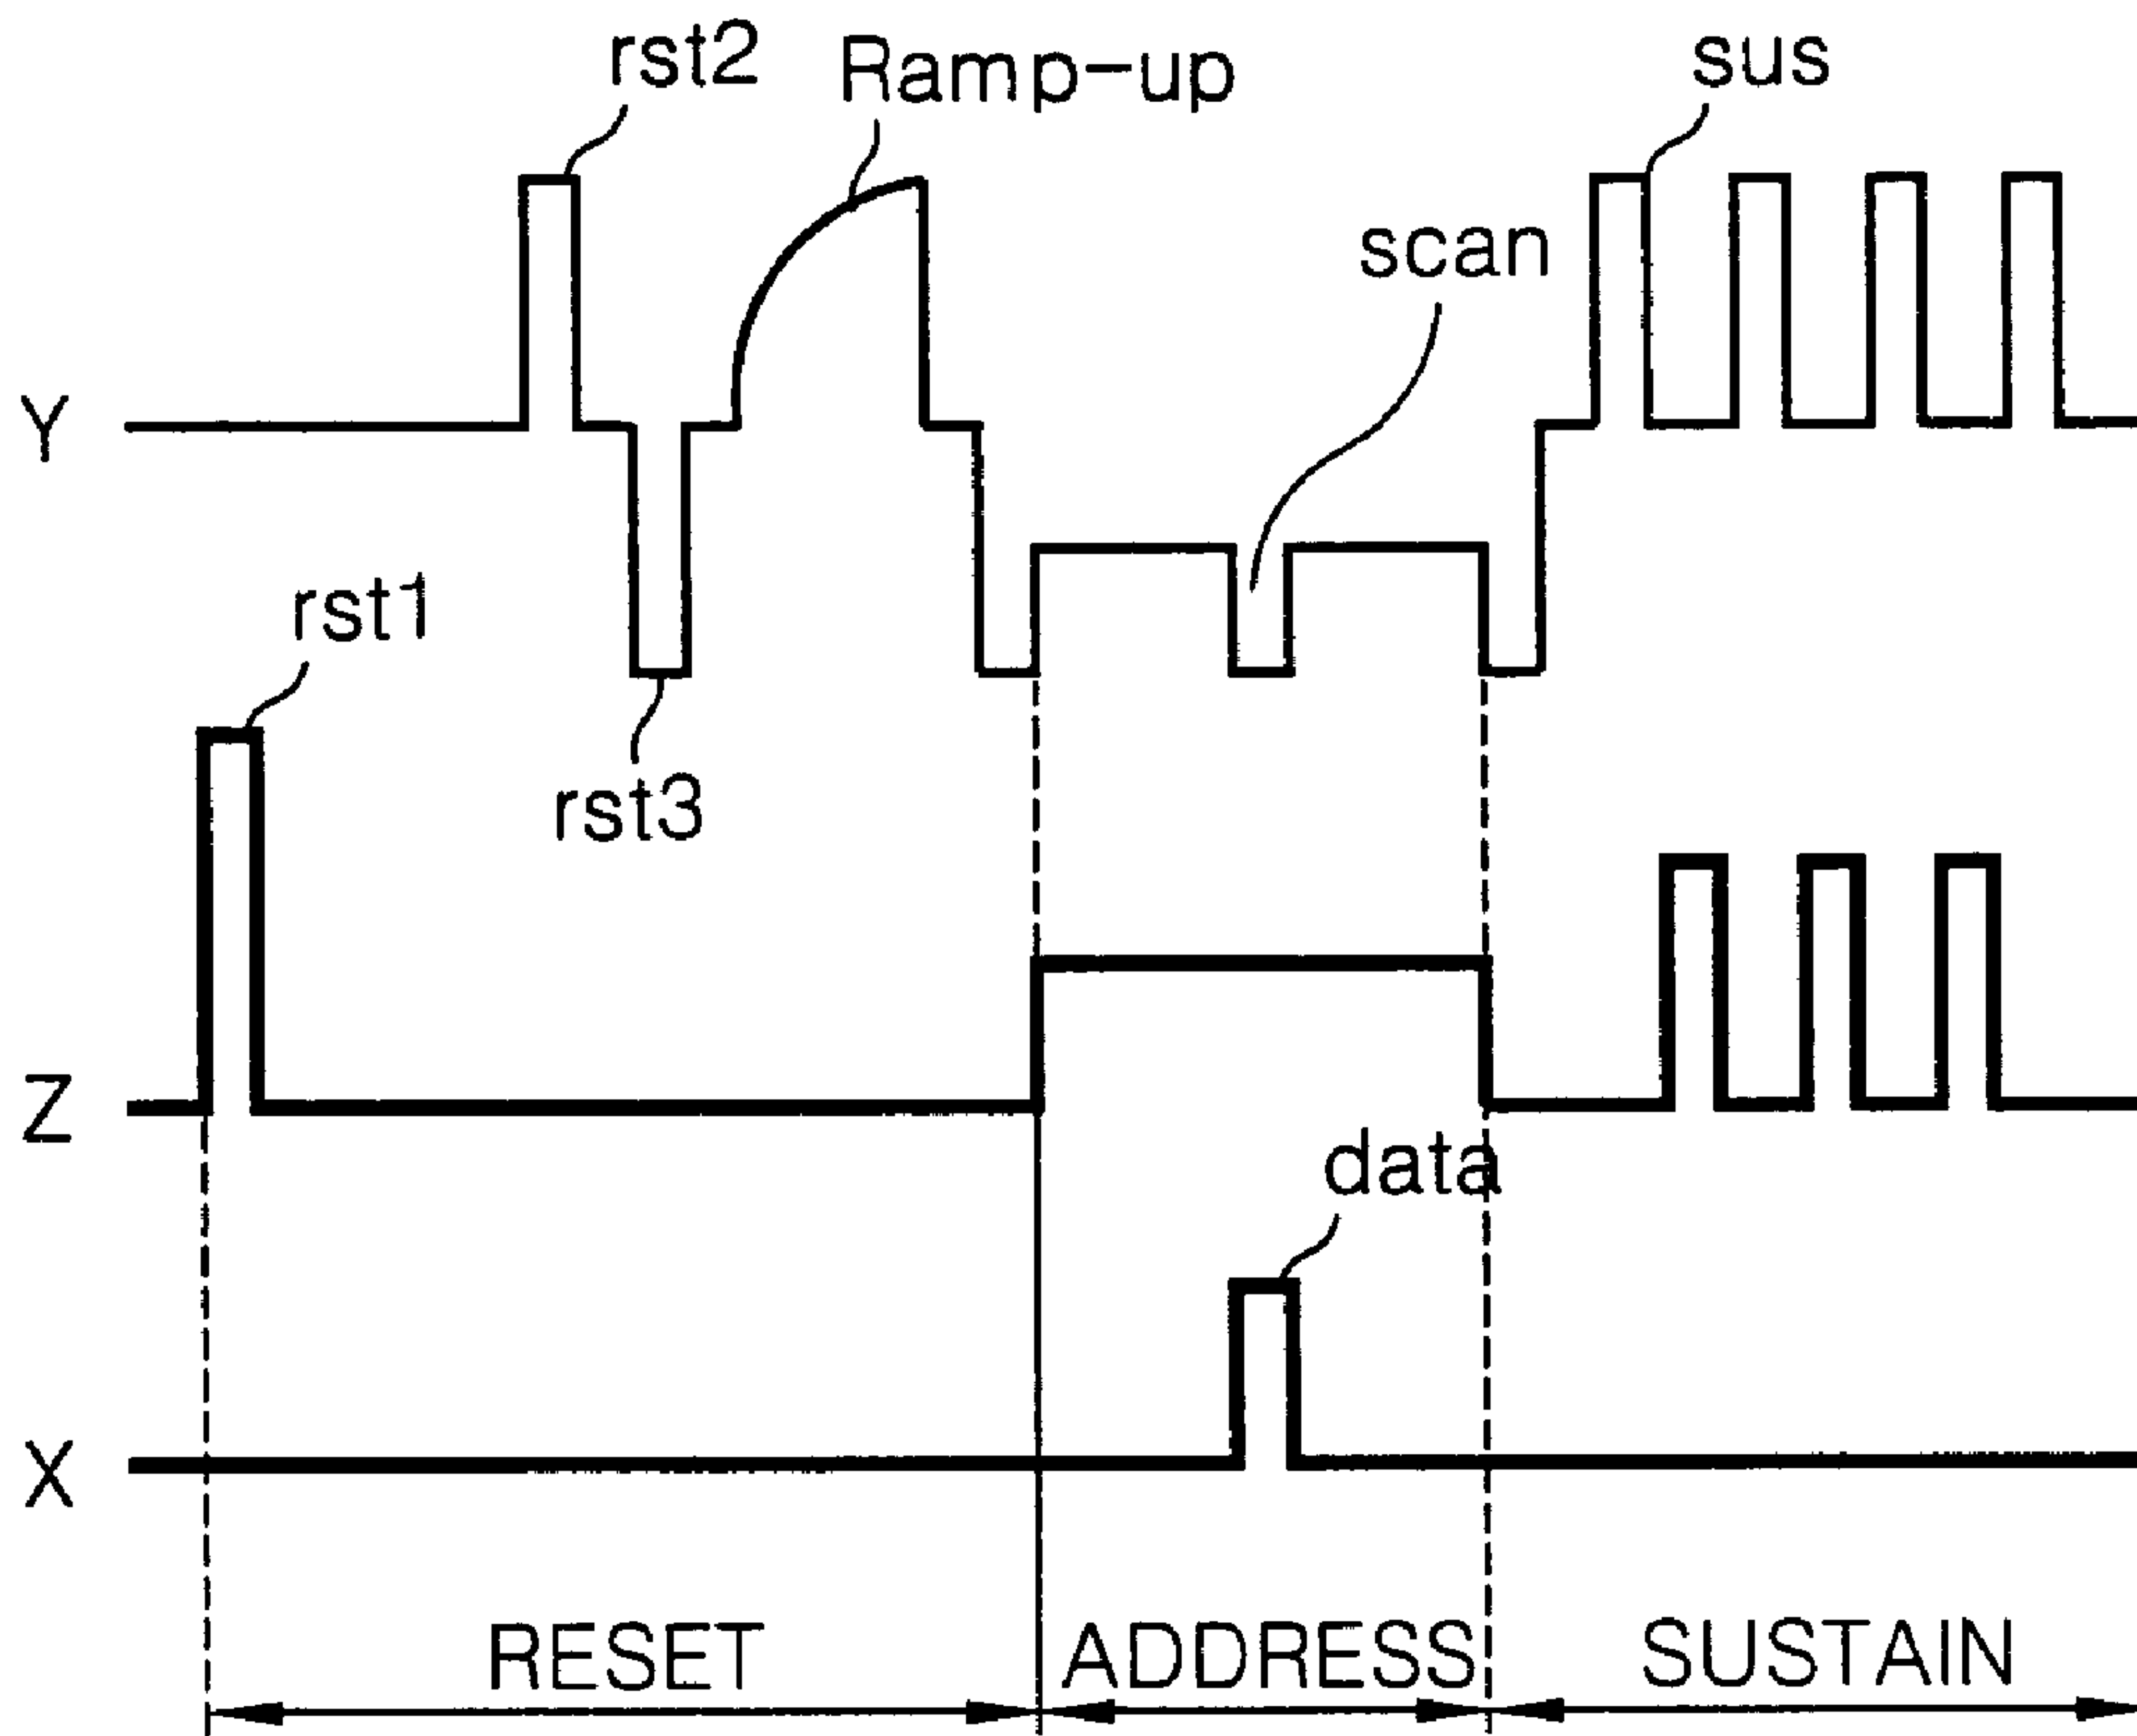 rst2
Ramp-up
sus
scan
Y
rst1
rst3
Z
data
X
RESET
ADDRESS
SUSTAIN